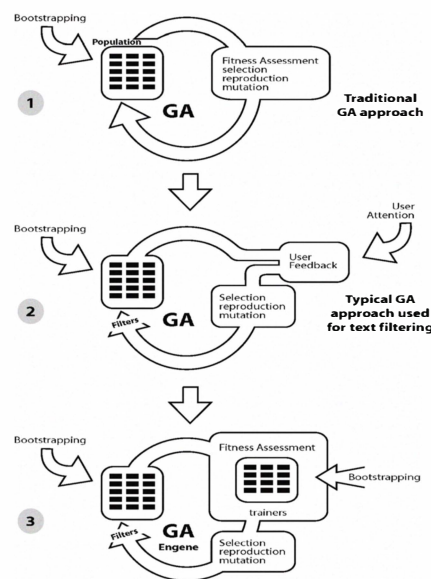 Bootstrapping
Population
Fitness Assessment
selection
reproduction
mutation
GA
1
Traditional
GA approach
User
Attention
Bootstrapping
User
Feedback
Selection
reproduction
mutation
Filters
GA
2
Typical GA
approach used
for text filtering
Bootstrapping
Fitness Assessment
Bootstrapping
trainers
3
Filters
GA
Engene
Selection
reproduction
mutation